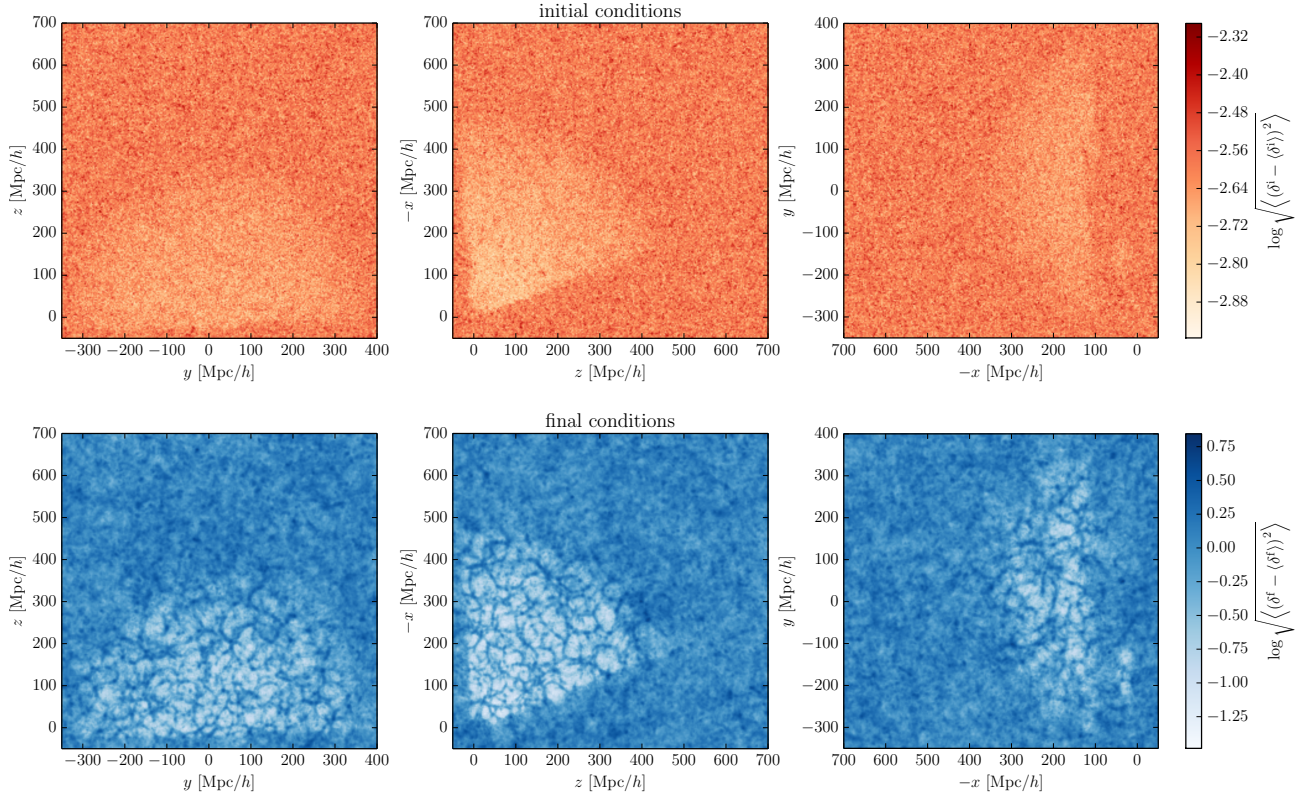 initial conditions
700
600
500
400
300
200
100
0
z [Mpc/h]
−300 −200 −100 0 100 200 300 400
y [Mpc/h]
700
600
500
400
300
200
100
0
−x [Mpc/h]
0 100 200 300 400 500 600 700
z [Mpc/h]
400
300
200
100
0
−100
−200
−300
y [Mpc/h]
700 600 500 400 300 200 100 0
−x [Mpc/h]
−2.32
−2.40
−2.48
−2.56
−2.64
−2.72
−2.80
−2.88
log √⟨(δⁱ − ⟨δⁱ⟩)²⟩
final conditions
700
600
500
400
300
200
100
0
z [Mpc/h]
−300 −200 −100 0 100 200 300 400
y [Mpc/h]
700
600
500
400
300
200
100
0
−x [Mpc/h]
0 100 200 300 400 500 600 700
z [Mpc/h]
400
300
200
100
0
−100
−200
−300
y [Mpc/h]
700 600 500 400 300 200 100 0
−x [Mpc/h]
0.75
0.50
0.25
0.00
−0.25
−0.50
−0.75
−1.00
−1.25
log √⟨(δᶠ − ⟨δᶠ⟩)²⟩